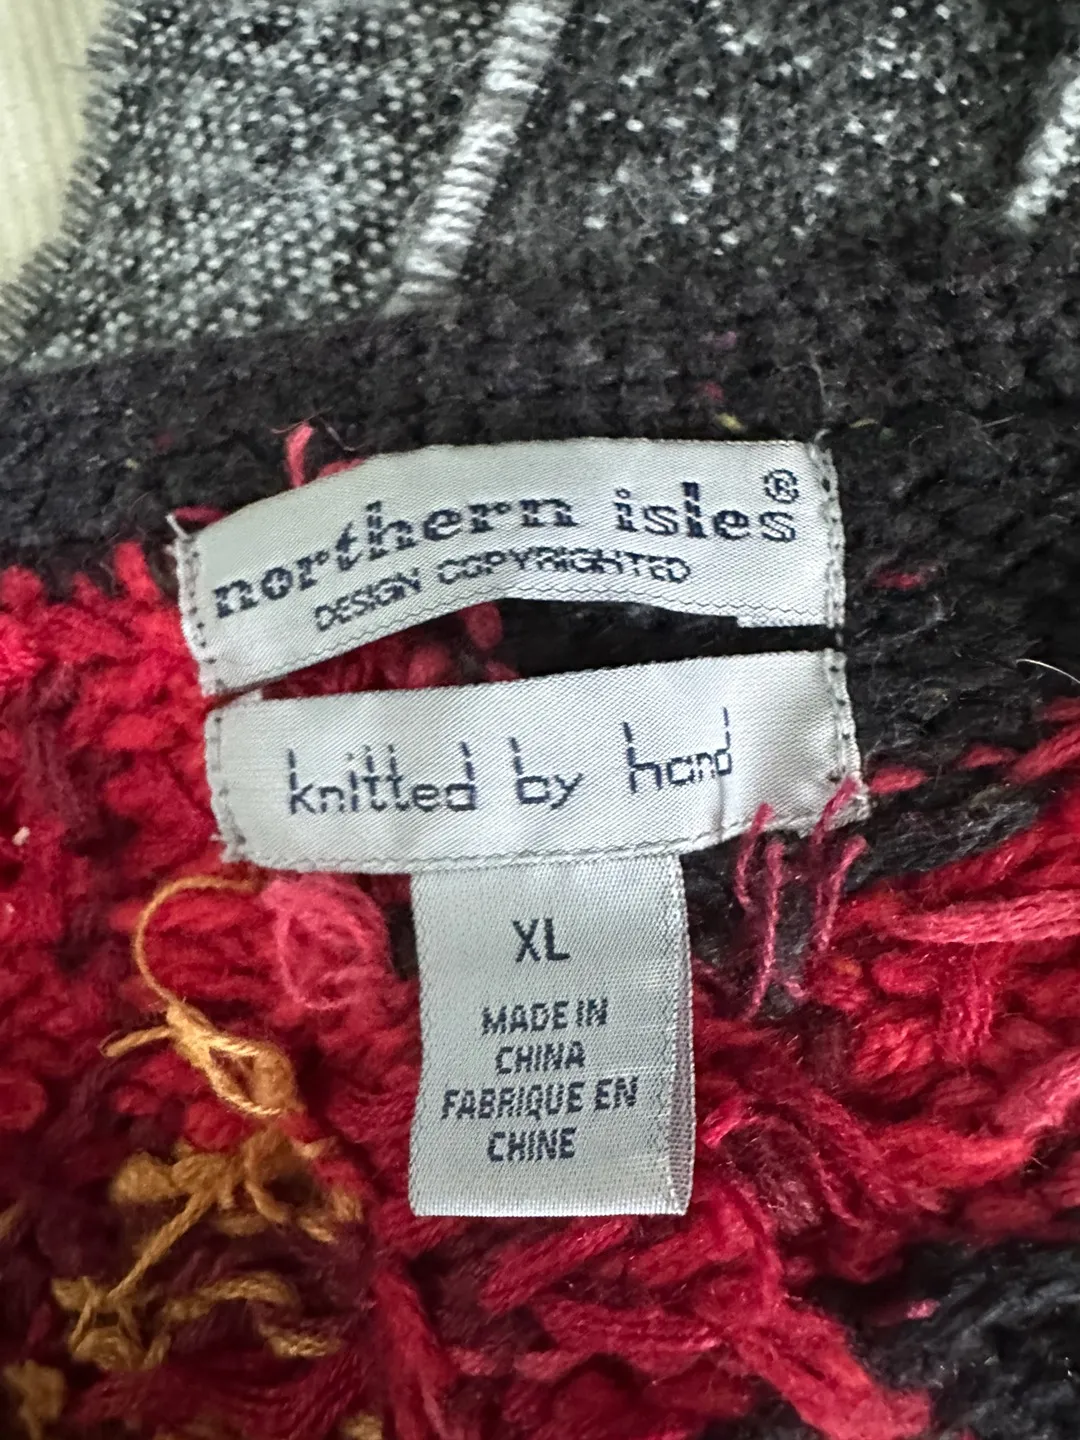 northern isles®
DESIGN COPYRIGHTED
knitted by hand
XL
MADE IN
CHINA
FABRIQUE EN
CHINE